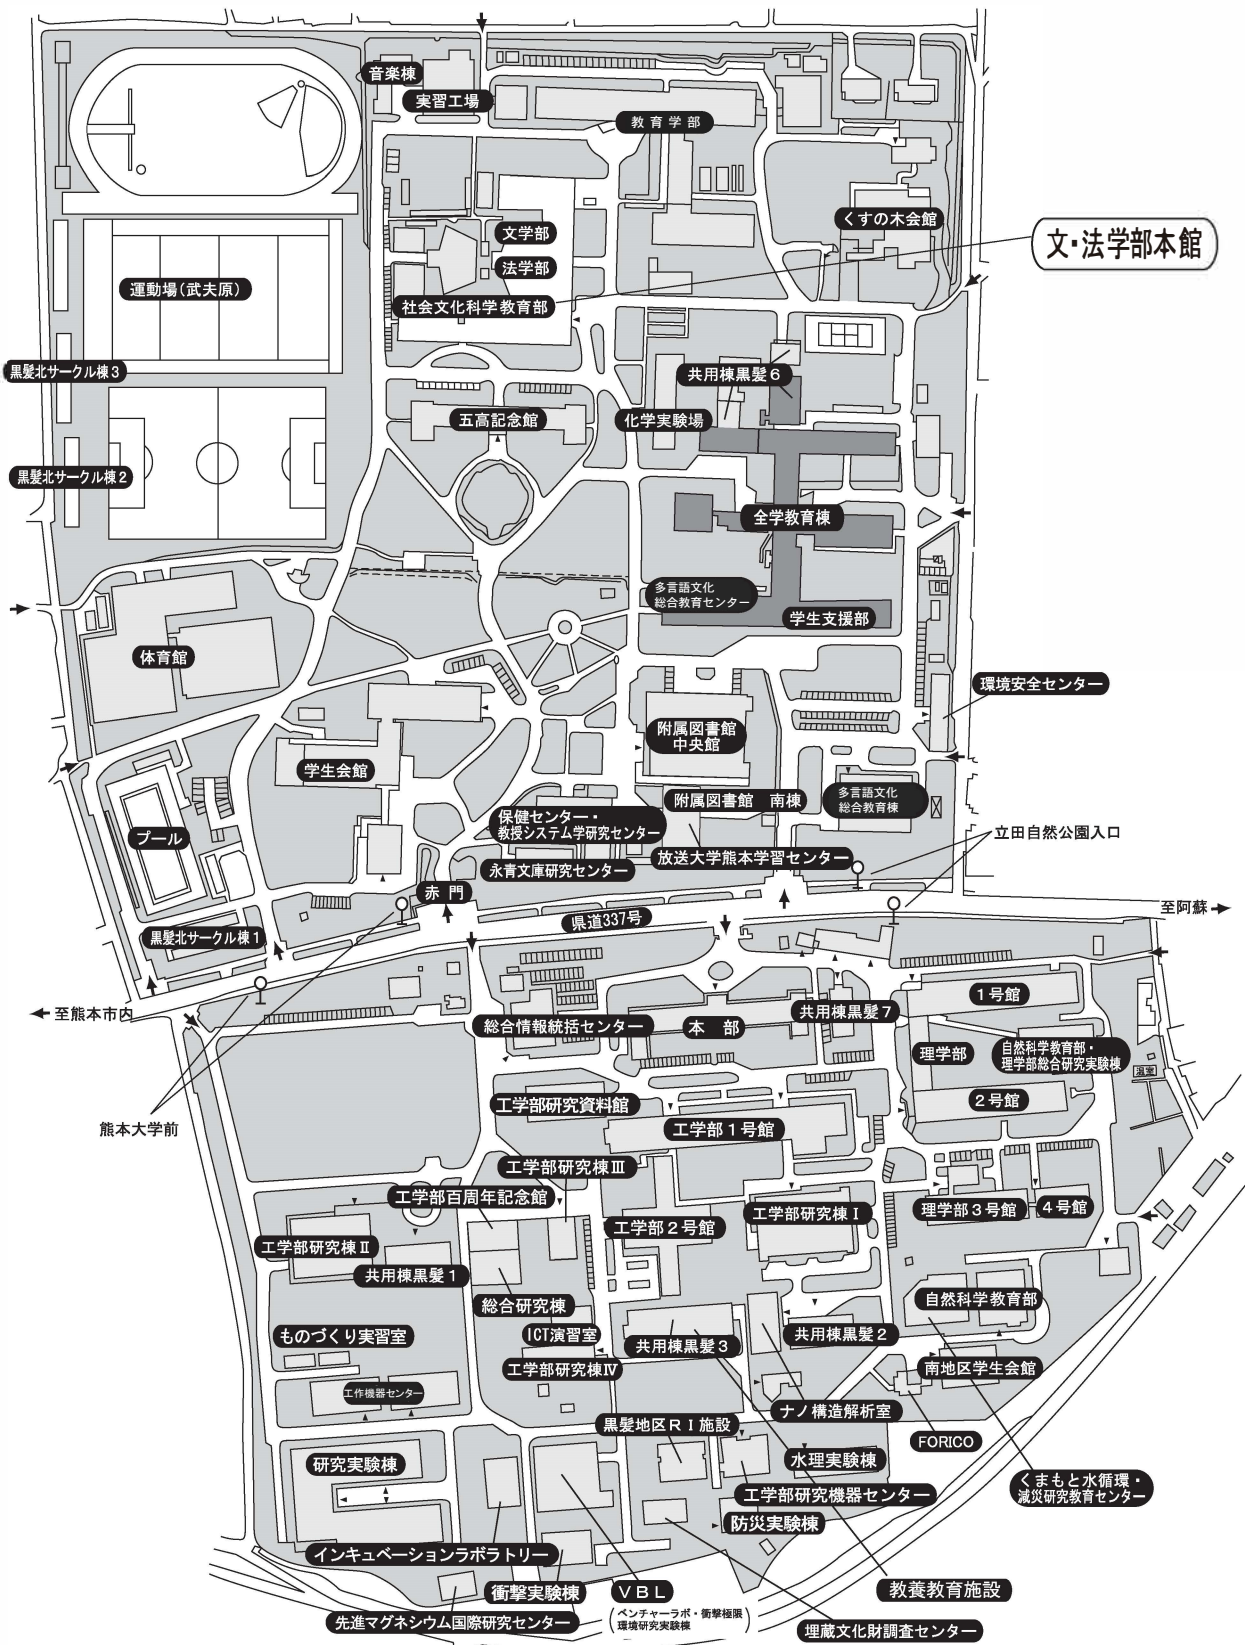 音楽棟
実習工場
教育学部
くすの木会館
文学部
文・法学部本館
法学部
運動場(武夫原)
社会文化科学教育部
黒髪北サークル棟3
共用棟黒髪6
五高記念館
化学実験場
黒髪北サークル棟2
全学教育棟
多言語文化
総合教育センター
学生支援部
体育館
環境安全センター
附属図書館
中央館
学生会館
附属図書館 南棟
多言語文化
総合教育棟
保健センター・
教授システム学研究センター
プール
立田自然公園入口
放送大学熊本学習センター
永青文庫研究センター
赤門
県道337号
至阿蘇
黒髪北サークル棟1
至熊本市内
1号館
共用棟黒髪7
総合情報統括センター
本部
理学部
自然科学教育部・
理学部総合研究実験棟
温室
2号館
工学部研究資料館
工学部1号館
熊本大学前
工学部研究棟Ⅲ
工学部百周年記念館
理学部3号館
4号館
工学部研究棟Ⅰ
工学部2号館
工学部研究棟Ⅱ
共用棟黒髪1
総合研究棟
自然科学教育部
ものづくり実習室
ICT演習室
共用棟黒髪2
共用棟黒髪3
工学部研究棟Ⅳ
南地区学生会館
工作機器センター
ナノ構造解析室
黒髪地区RI施設
FORICO
研究実験棟
水理実験棟
くまもと水循環・
減災研究教育センター
工学部研究機器センター
防災実験棟
インキュベーションラボラトリー
衝撃実験棟
VBL
教養教育施設
先進マグネシウム国際研究センター
(ベンチャーラボ・衝撃極限
環境研究実験棟)
埋蔵文化財調査センター